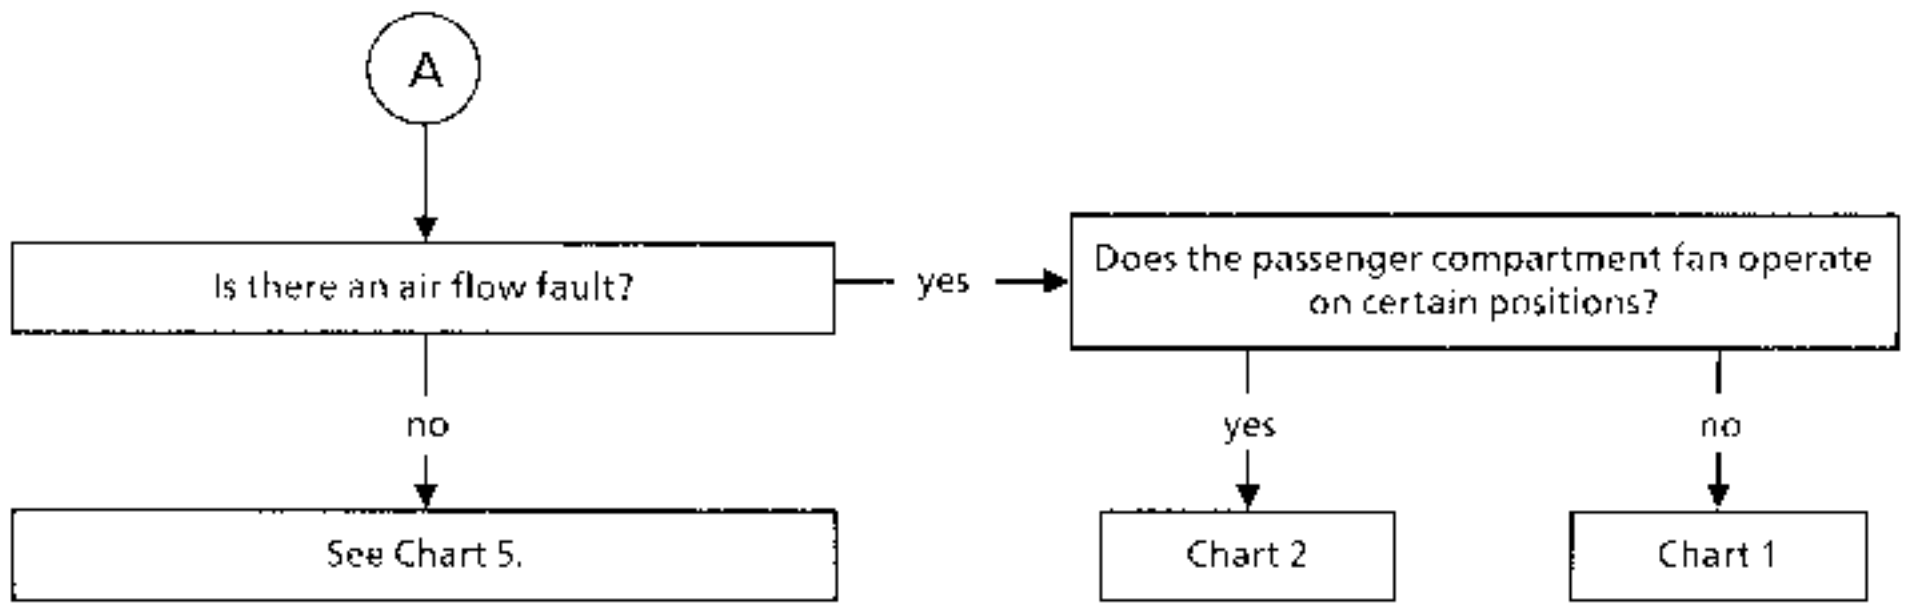 A
Is there an air flow fault?
yes
Does the passenger compartment fan operate
on certain positions?
no
yes
no
See Chart 5.
Chart 2
Chart 1